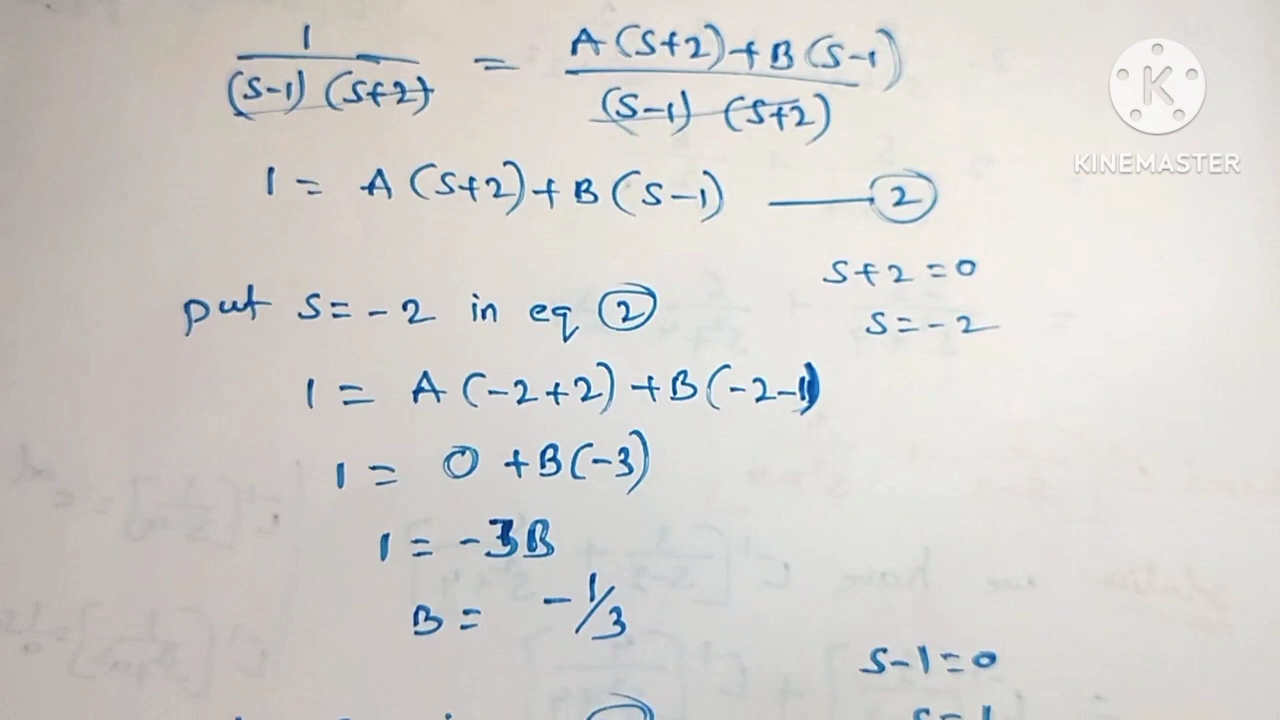 1 / (S-1) (S+2) = A(S+2)+B(S-1) / (S-1) (S+2)
K
KINEMASTER
1 = A(S+2)+B(S-1) —— ②
S+2 = 0
put S = -2 in eq ②
S = -2
1 = A(-2+2)+B(-2-1)
1 = 0 +B(-3)
1 = -3B
B = -1/3
S-1 = 0
S = 1